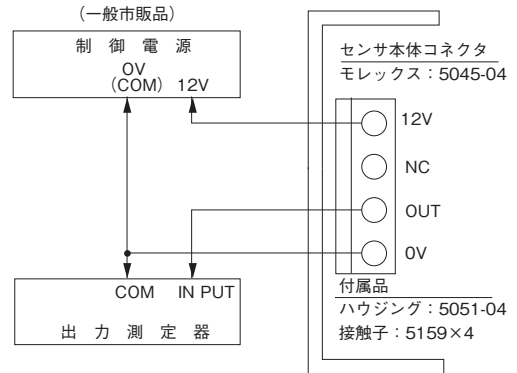 （一般市販品）
制御電源
0V
（COM） 12V
センサ本体コネクタ
モレックス：5045-04
12V
NC
OUT
0V
COM IN PUT
出力測定器
付属品
ハウジング：5051-04
接触子：5159×4